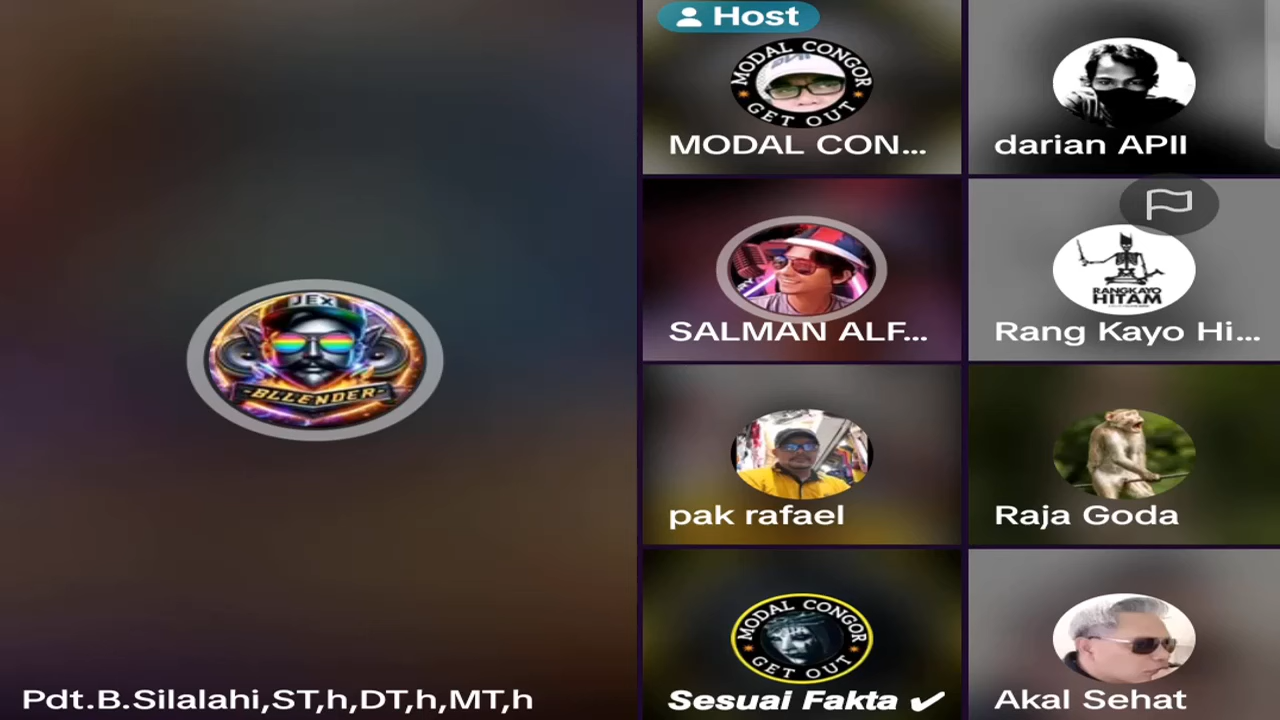 Host
MODAL CONGOR
GET OUT
MODAL CON...
darian APII
SALMAN ALF...
RANGKAYO
HITAM
Rang Kayo Hi...
JEX
BLLENDER
pak rafael
Raja Goda
MODAL CONGOR
GET OUT
Sesuai Fakta ✔
Akal Sehat
Pdt.B.Silalahi,ST,h,DT,h,MT,h